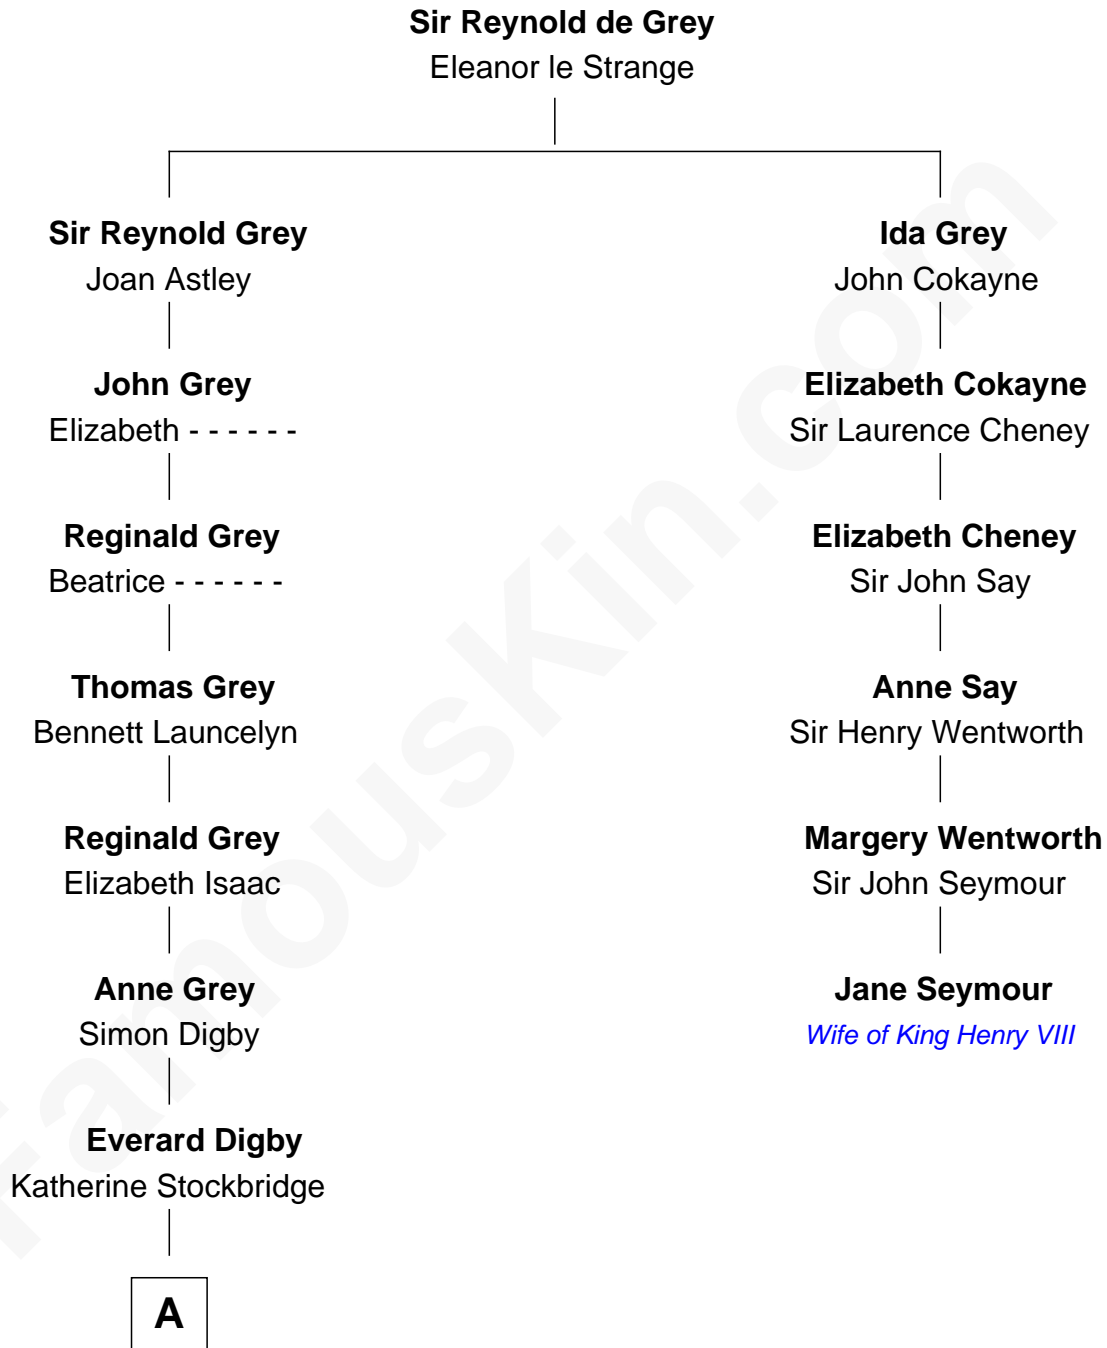 Sir Reynold de Grey
Eleanor le Strange
Sir Reynold Grey
Joan Astley
Ida Grey
John Cokayne
John Grey
Elizabeth - - - - - -
Elizabeth Cokayne
Sir Laurence Cheney
Reginald Grey
Beatrice - - - - - -
Elizabeth Cheney
Sir John Say
Thomas Grey
Bennett Launcelyn
Anne Say
Sir Henry Wentworth
Reginald Grey
Elizabeth Isaac
Margery Wentworth
Sir John Seymour
Anne Grey
Simon Digby
Jane Seymour
Wife of King Henry VIII
Everard Digby
Katherine Stockbridge
A
FamousKin.com